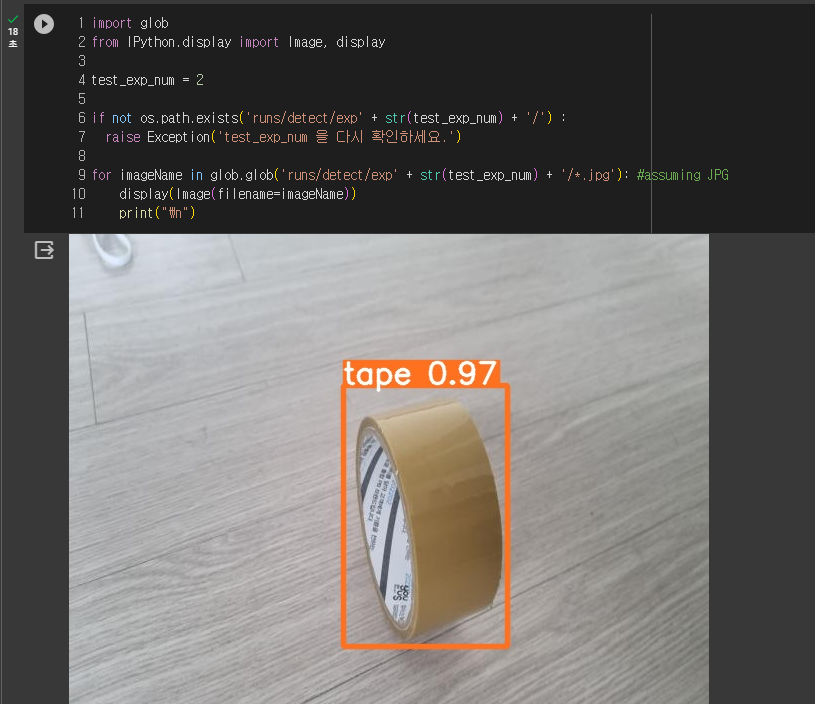 18
초
1 import glob
2 from IPython.display import Image, display
3
4 test_exp_num = 2
5
6 if not os.path.exists('runs/detect/exp' + str(test_exp_num) + '/') :
7 raise Exception('test_exp_num 을 다시 확인하세요.')
8
9 for imageName in glob.glob('runs/detect/exp' + str(test_exp_num) + '/*.jpg'): #assuming JPG
10 display(Image(filename=imageName))
11 print("₩n")
tape 0.97